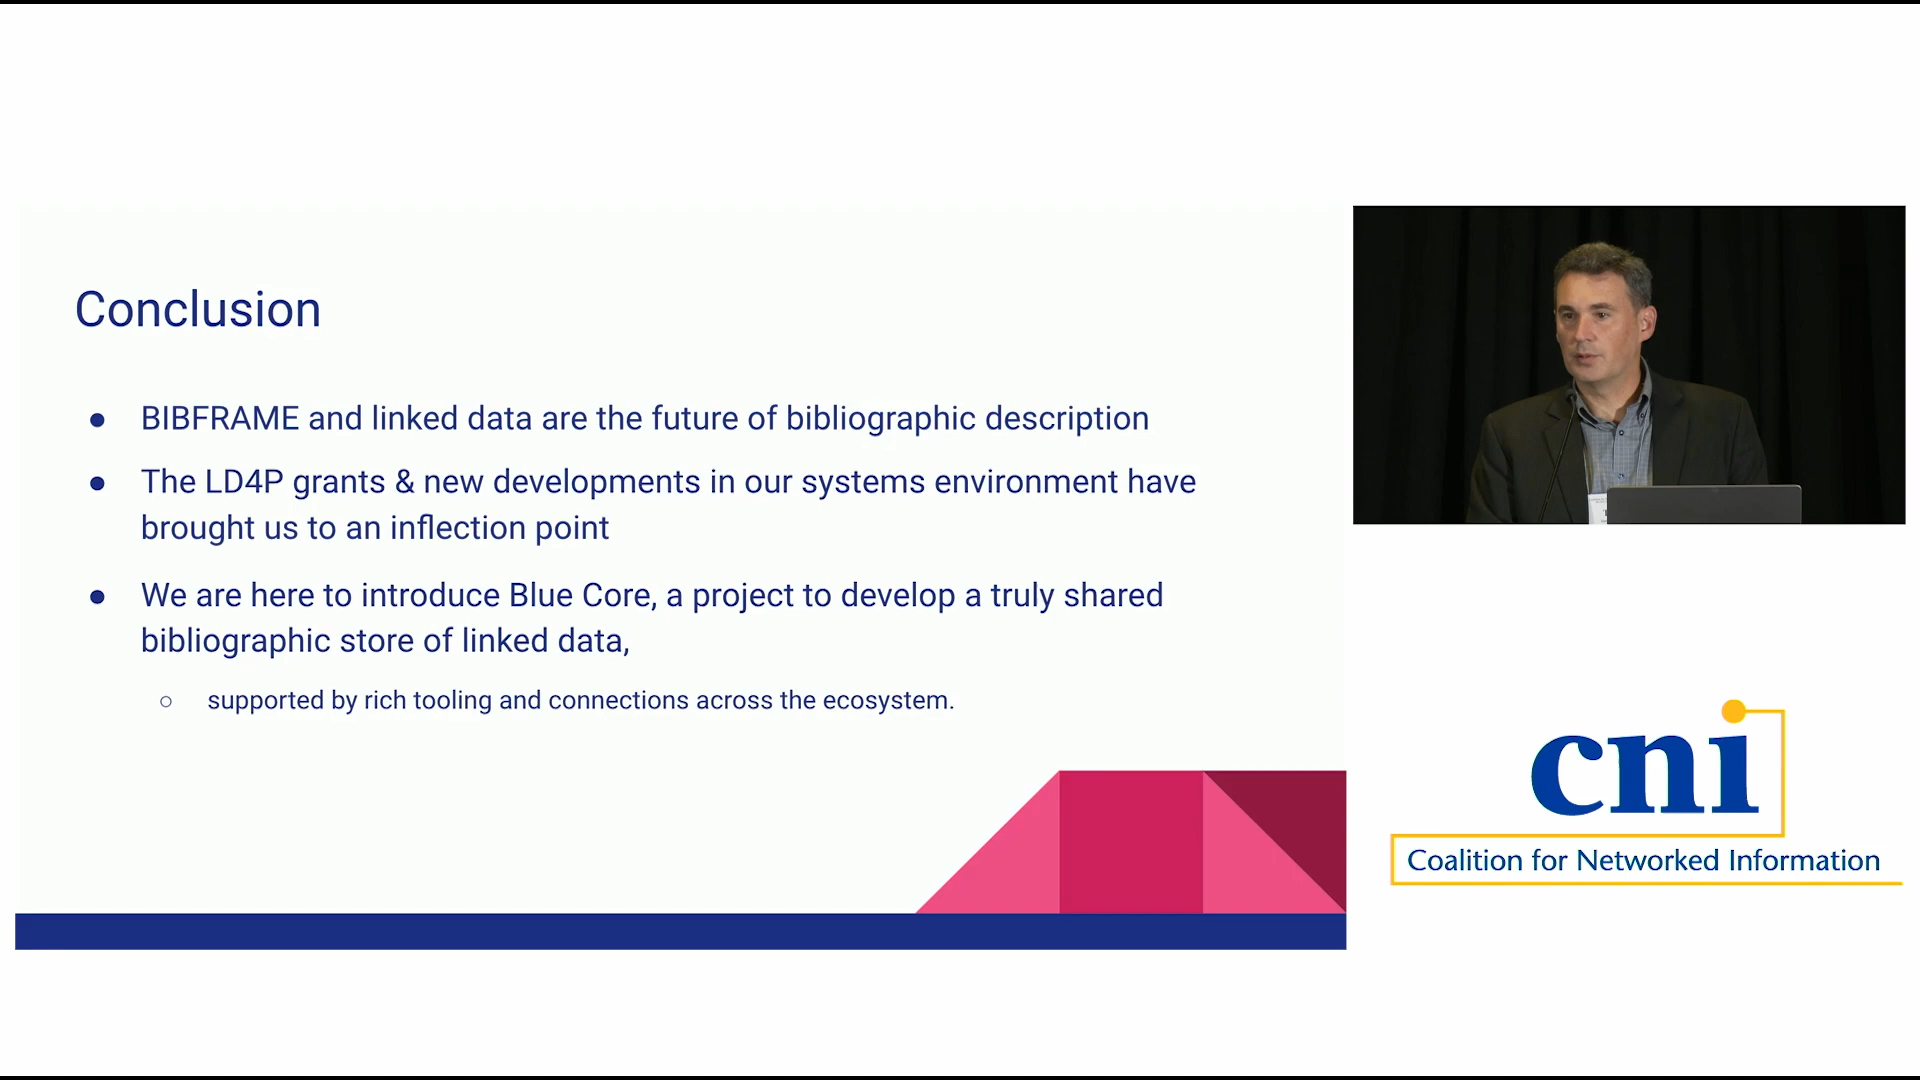 Conclusion
● BIBFRAME and linked data are the future of bibliographic description
● The LD4P grants & new developments in our systems environment have
brought us to an inflection point
● We are here to introduce Blue Core, a project to develop a truly shared
bibliographic store of linked data,
○ supported by rich tooling and connections across the ecosystem.
cni
Coalition for Networked Information